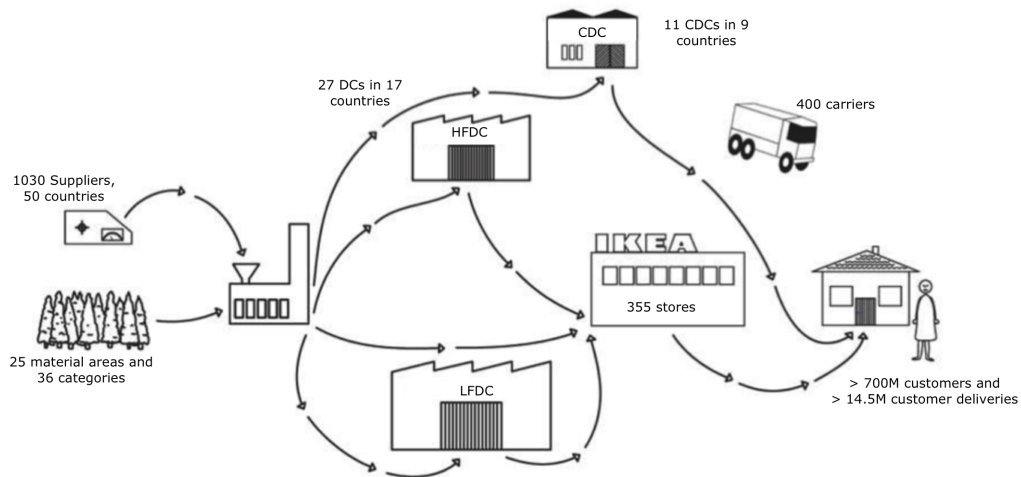 CDC
11 CDCs in 9
countries
27 DCs in 17
countries
400 carriers
HFDC
1030 Suppliers,
50 countries
IKEA
355 stores
25 material areas and
36 categories
LFDC
> 700M customers and
> 14.5M customer deliveries